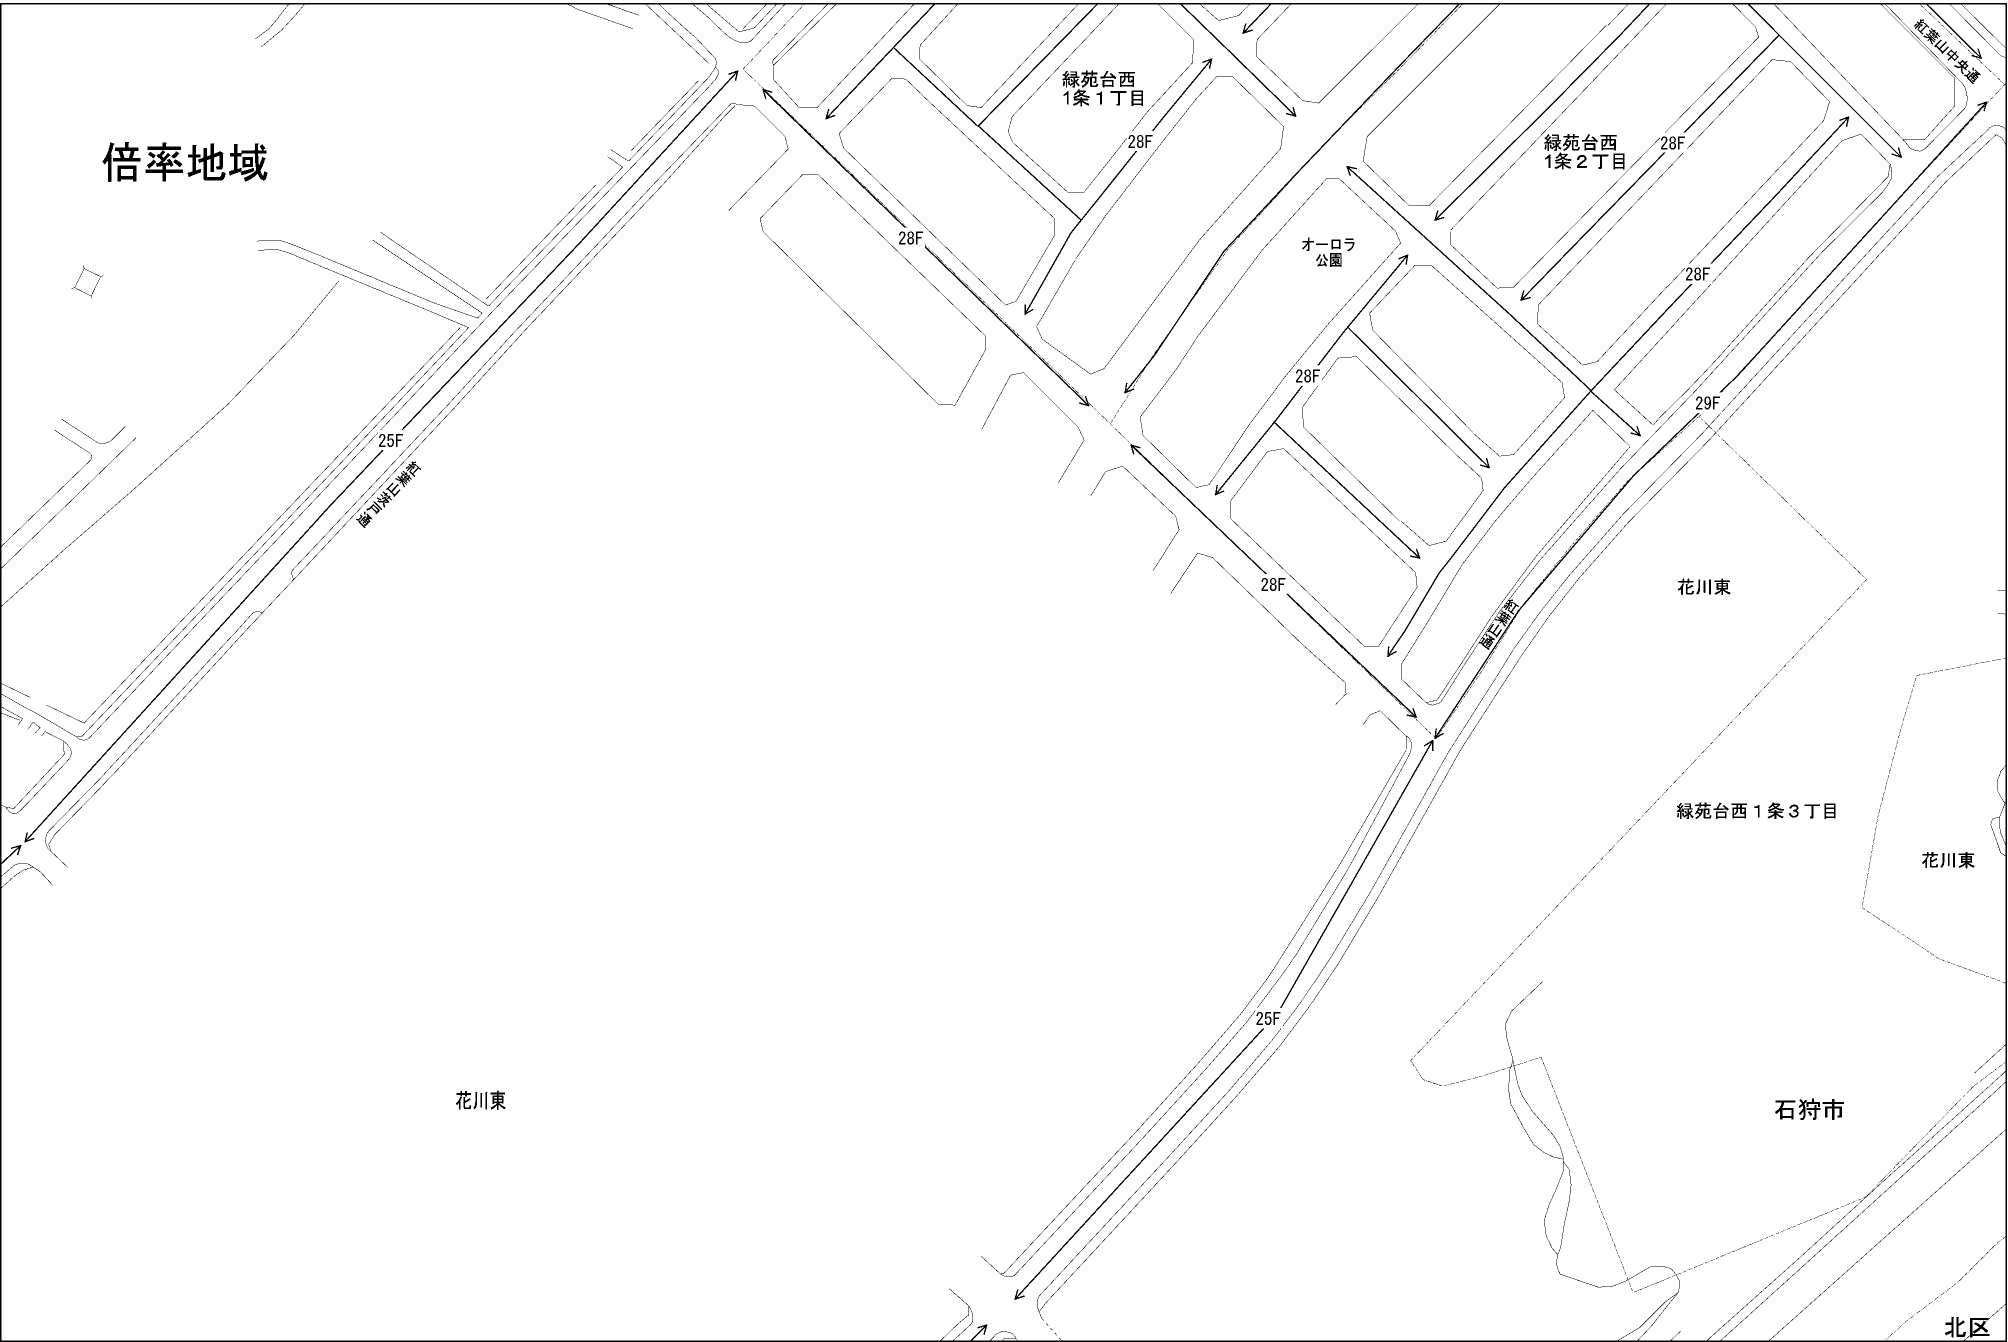 紅葉山中央通
緑苑台西
1条１丁目
28F
緑苑台西
1条２丁目
28F
倍率地域
28F
オーロラ
公園
28F
28F
29F
25F
紅葉山茨戸通
28F
花川東
紅葉山通
緑苑台西１条３丁目
花川東
25F
花川東
石狩市
北区